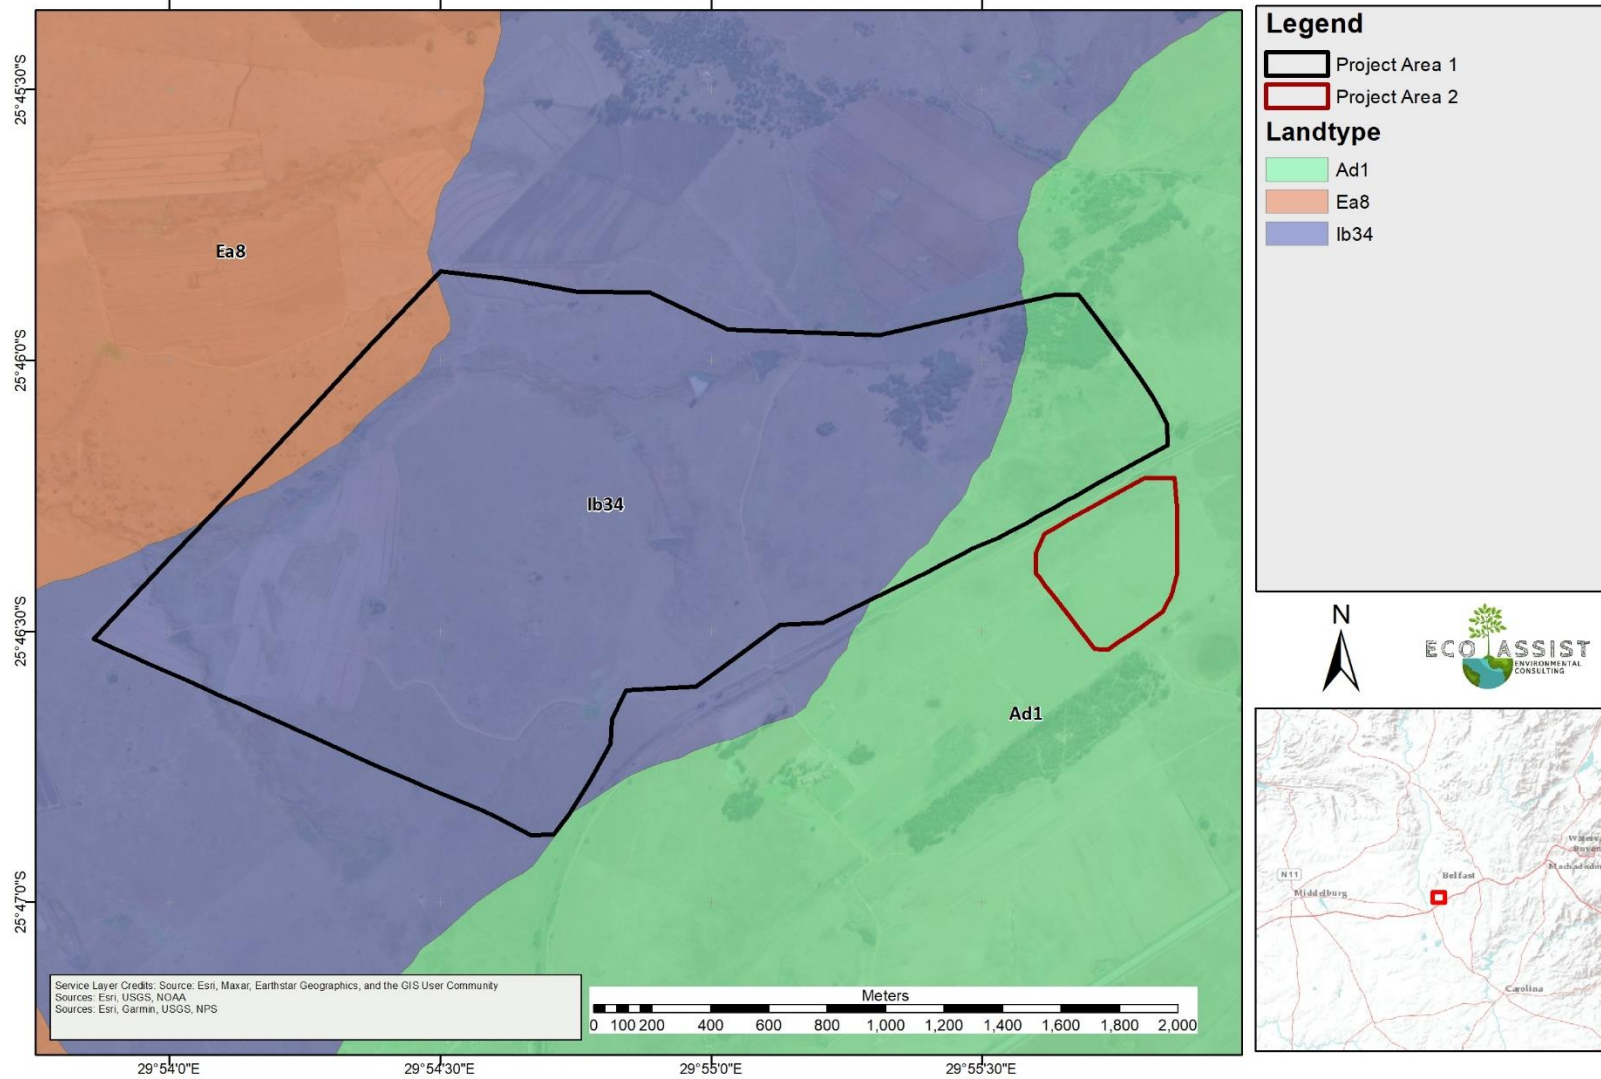 Legend
Project Area 1
Project Area 2
Landtype
Ad1
Ea8
Ib34
Ea8
Ib34
Ad1
25°45'30"S
25°46'0"S
25°46'30"S
25°47'0"S
29°54'0"E
29°54'30"E
29°55'0"E
29°55'30"E
Service Layer Credits: Source: Esri, Maxar, Earthstar Geographics, and the GIS User Community
Sources: Esri, USGS, NOAA
Sources: Esri, Garmin, USGS, NPS
Meters
0 100 200 400 600 800 1,000 1,200 1,400 1,600 1,800 2,000
N
ECO ASSIST
ENVIRONMENTAL
CONSULTING
N11
Middelburg
Belfast
Carolina